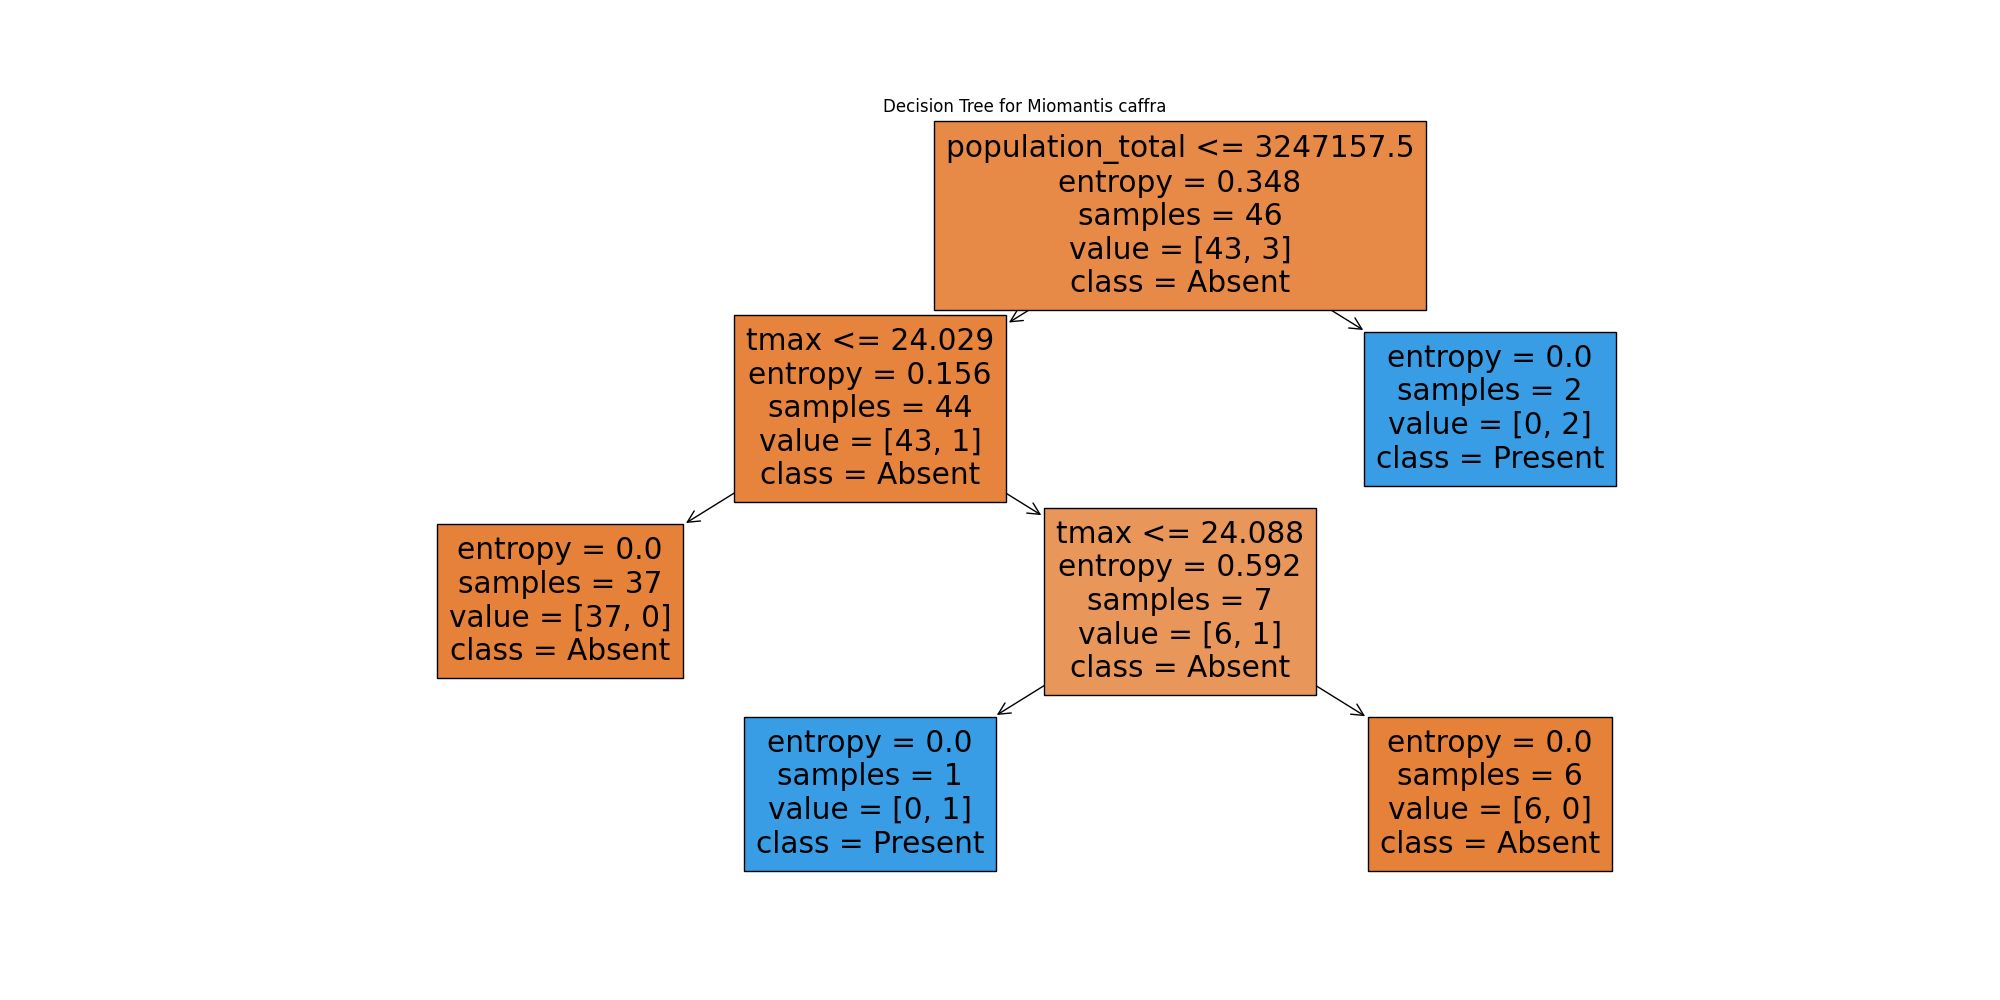 Decision Tree for Miomantis caffra
population_total <= 3247157.5
entropy = 0.348
samples = 46
value = [43, 3]
class = Absent
tmax <= 24.029
entropy = 0.156
samples = 44
value = [43, 1]
class = Absent
entropy = 0.0
samples = 2
value = [0, 2]
class = Present
entropy = 0.0
samples = 37
value = [37, 0]
class = Absent
tmax <= 24.088
entropy = 0.592
samples = 7
value = [6, 1]
class = Absent
entropy = 0.0
samples = 1
value = [0, 1]
class = Present
entropy = 0.0
samples = 6
value = [6, 0]
class = Absent